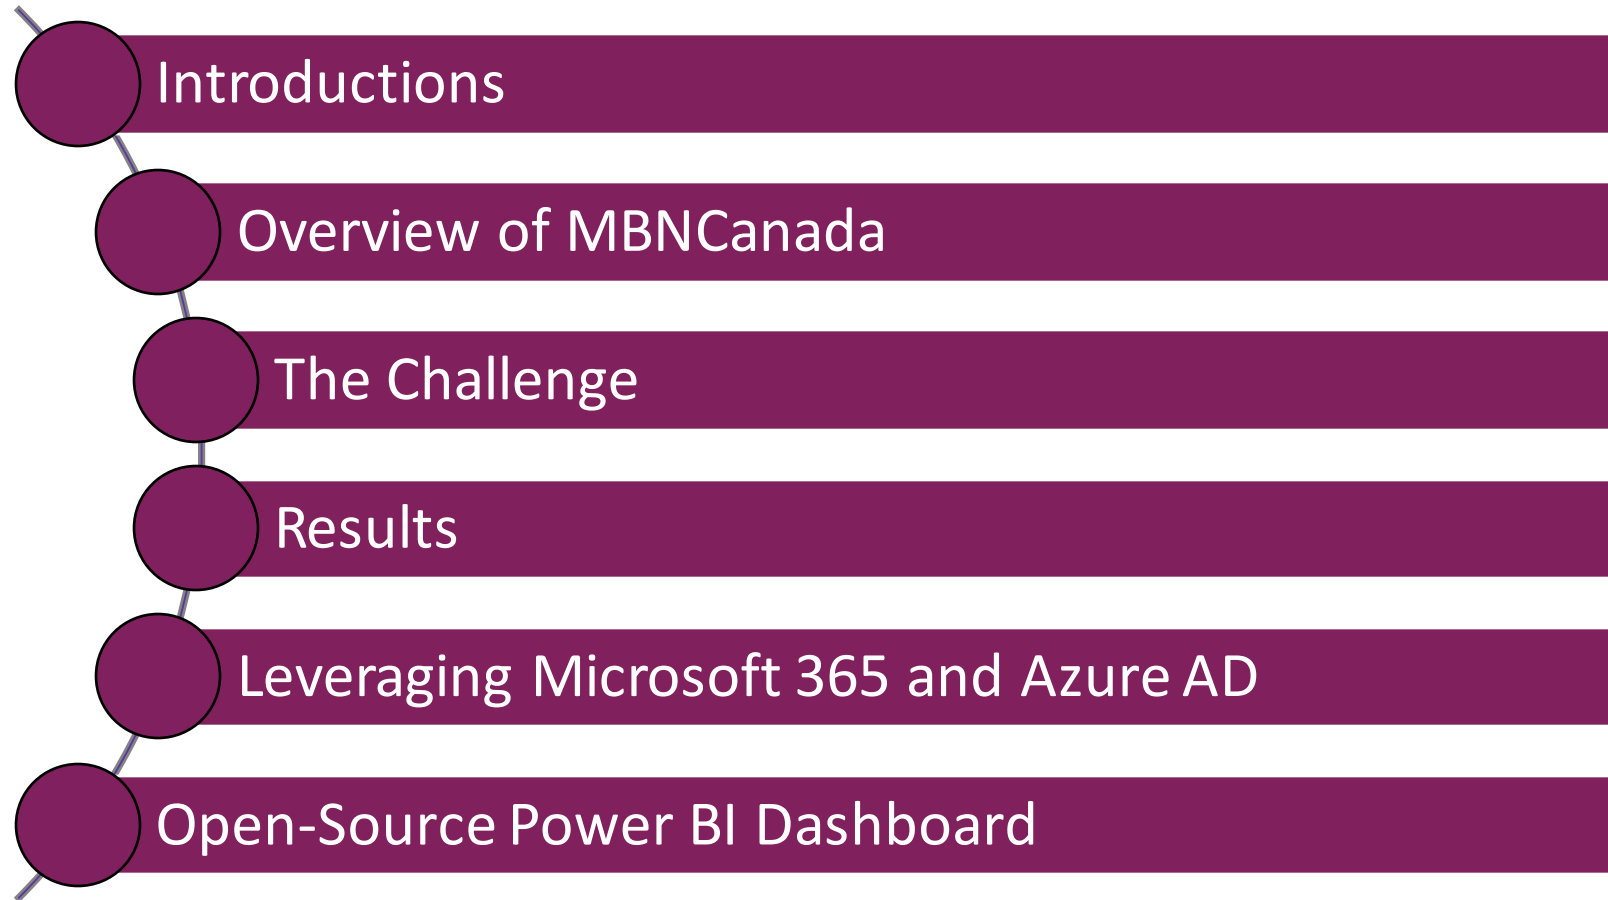 Introductions
Overview of MBNCanada
The Challenge
Results
Leveraging Microsoft 365 and Azure AD
Open-Source Power BI Dashboard